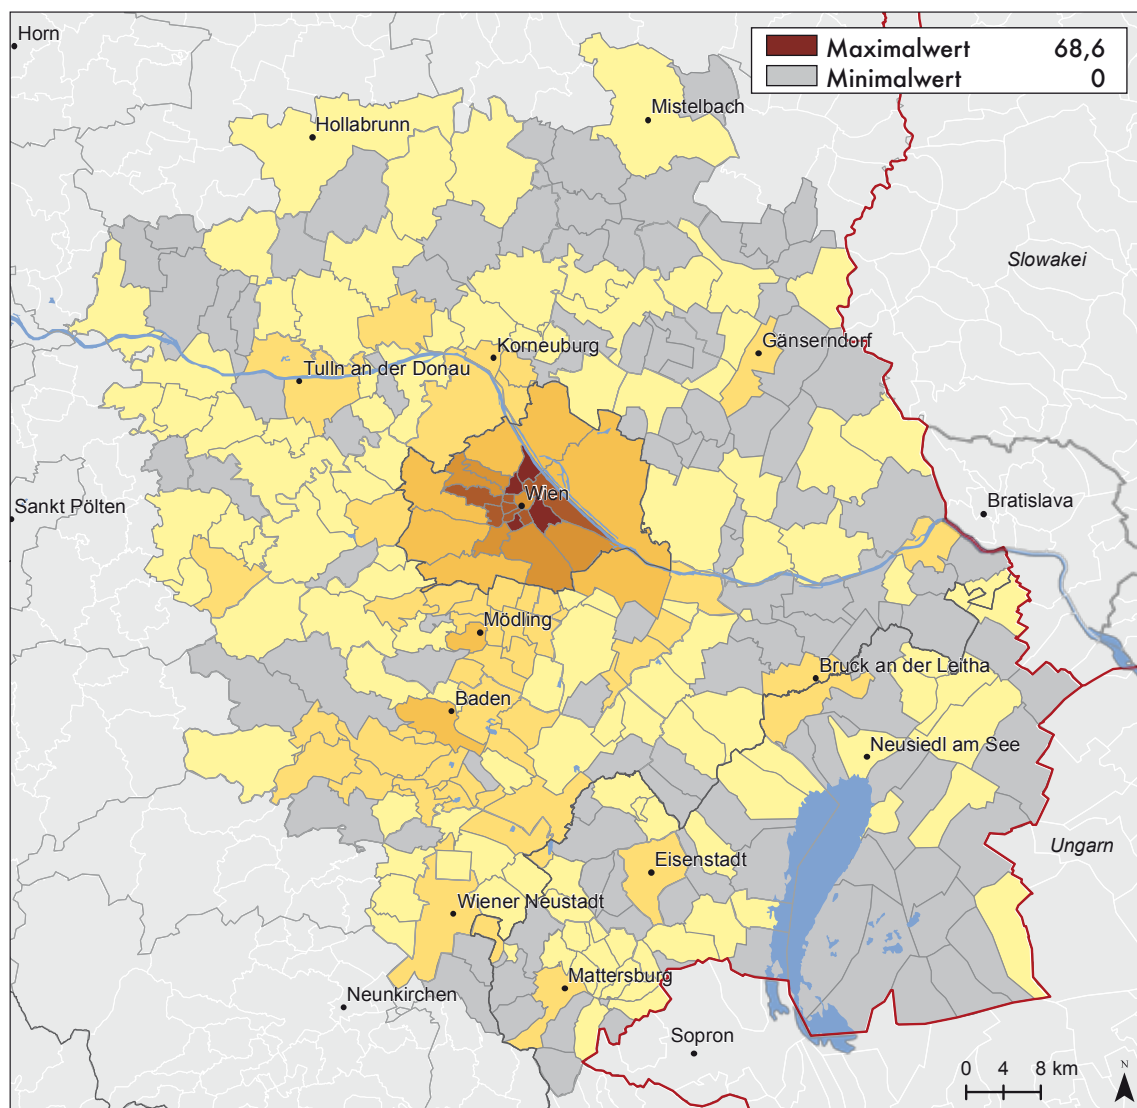 Horn
Maximalwert 68,6
Minimalwert 0
Mistelbach
Hollabrunn
Slowakei
Gänserndorf
Korneuburg
Tulln an der Donau
Wien
Bratislava
Sankt Pölten
Mödling
Bruck an der Leitha
Baden
Neusiedl am See
Ungarn
Eisenstadt
Wiener Neustadt
Mattersburg
Neunkirchen
Sopron
0 4 8 km
N